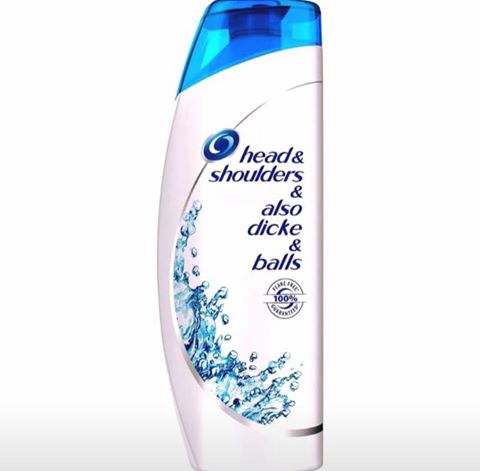 head&
shoulders
&
also
dicke
&
balls
FLAKE FREE*
100%
GUARANTEED*